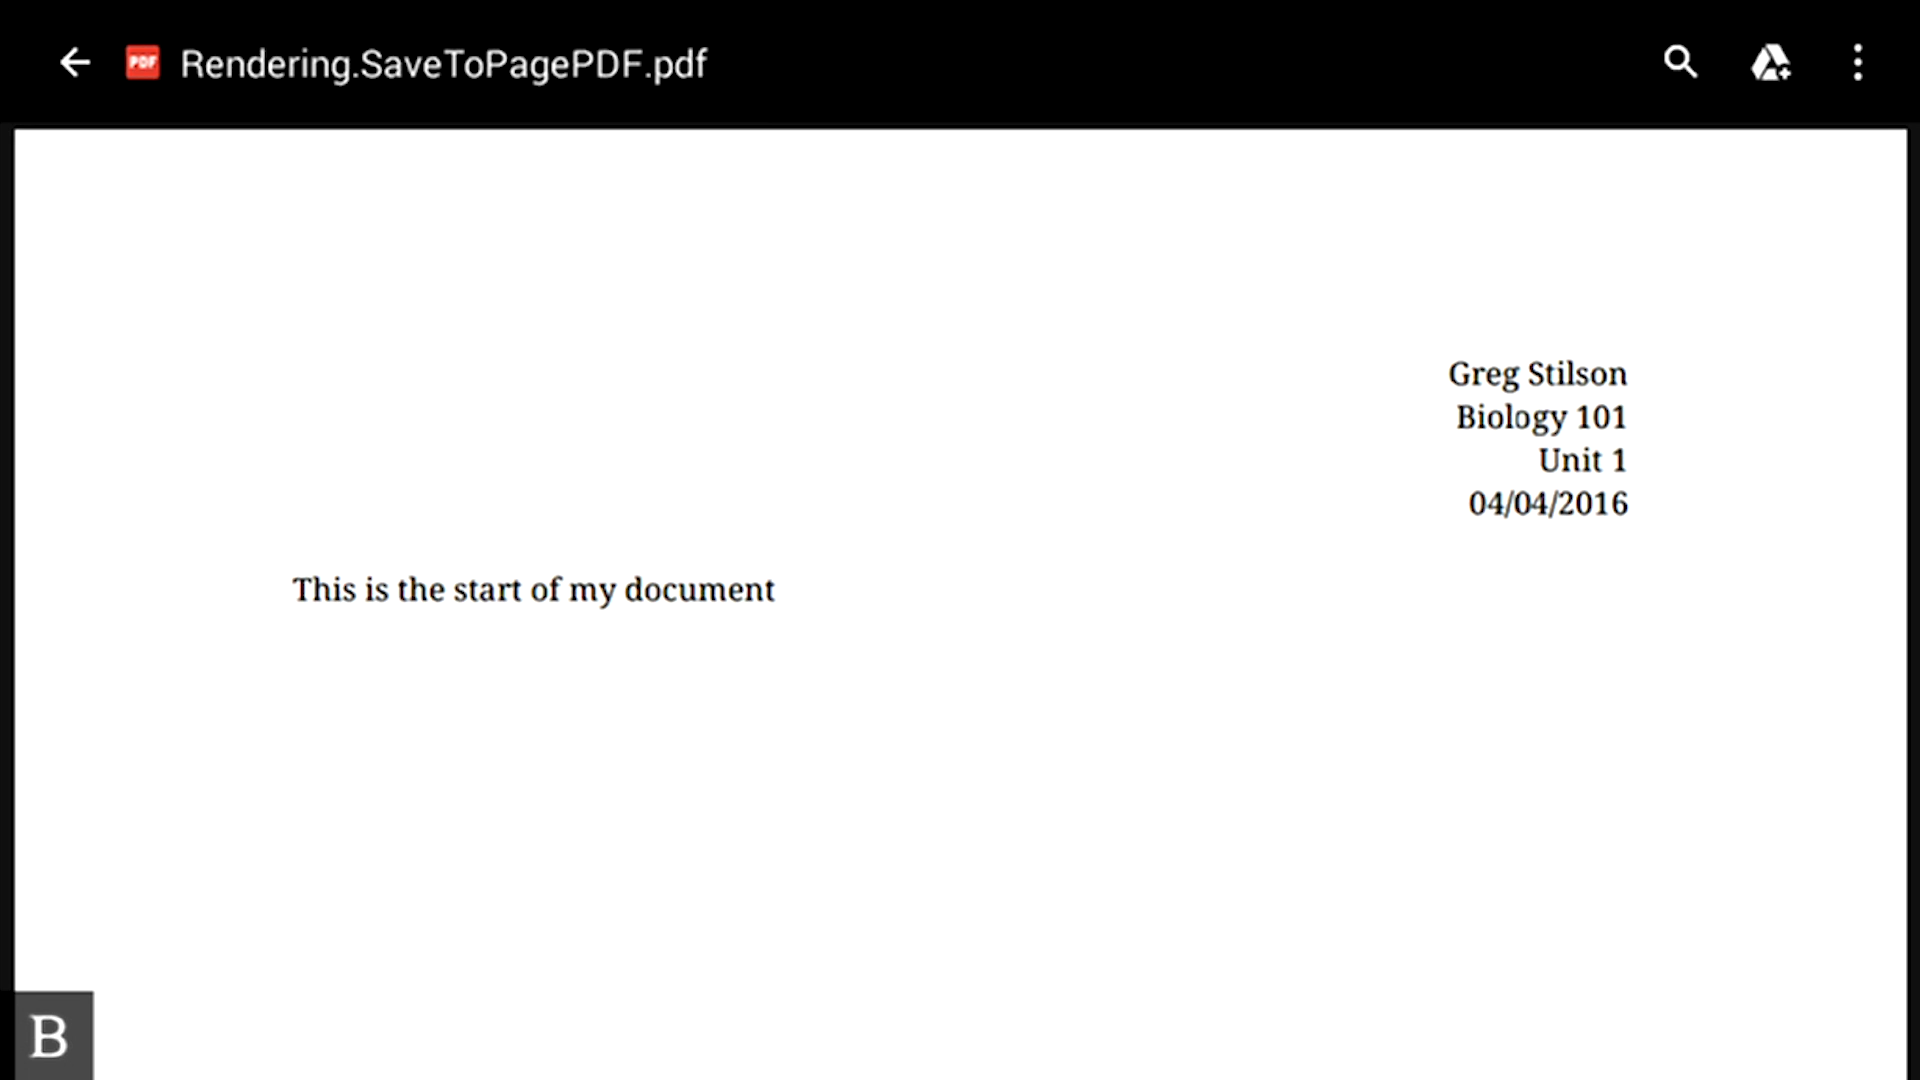 PDF Rendering.SaveToPagePDF.pdf
Greg Stilson
Biology 101
Unit 1
04/04/2016
This is the start of my document
B